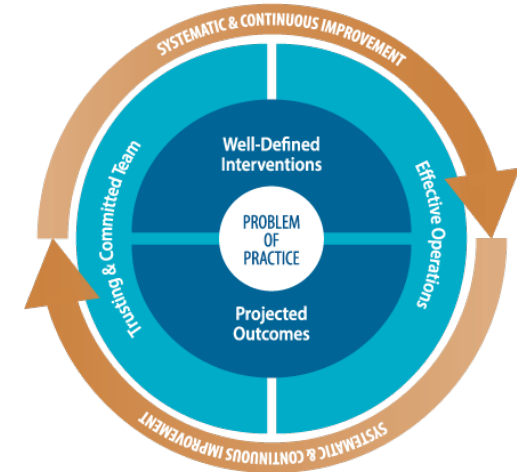 SYSTEMATIC & CONTINUOUS IMPROVEMENT
Well-Defined
Interventions
Trusting & Committed Team
Effective Operations
PROBLEM
OF
PRACTICE
Projected
Outcomes
SYSTEMATIC & CONTINUOUS IMPROVEMENT